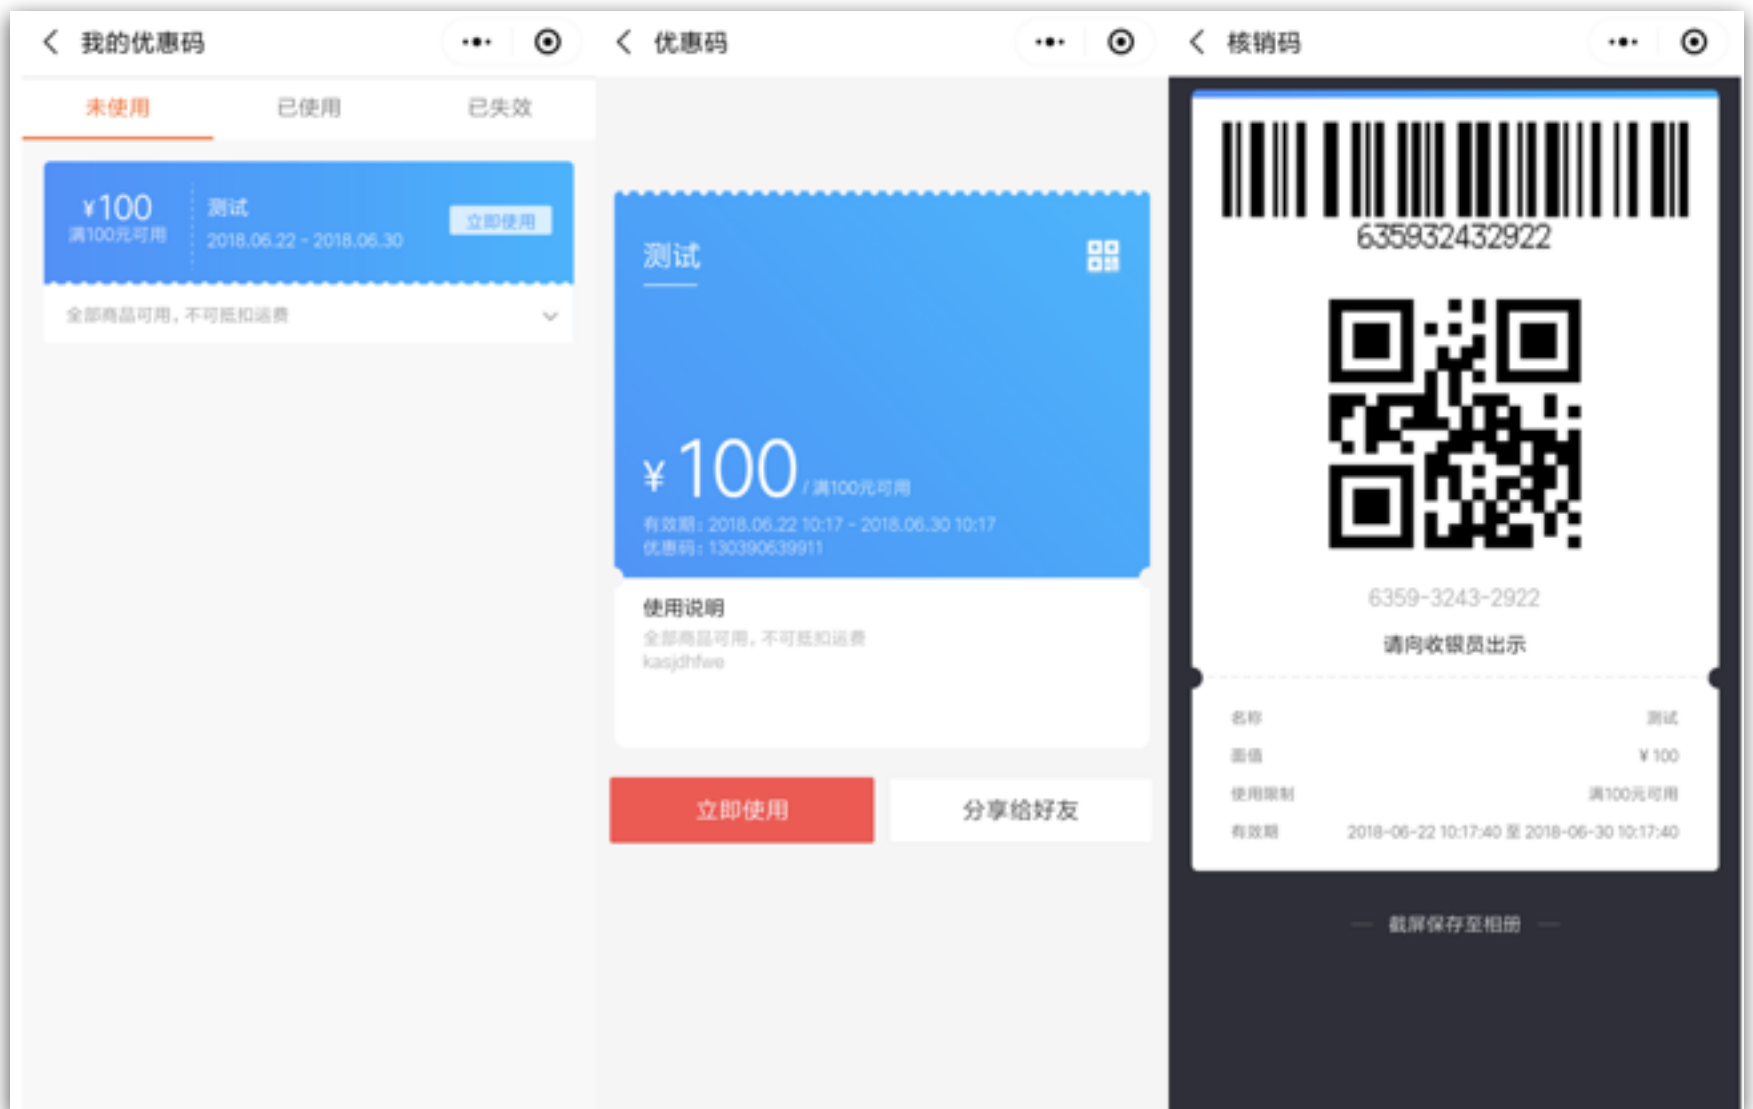 我的优惠码
未使用 已使用 已失效
¥100
满100元可用
测试
2018.06.22 - 2018.06.30
立即使用
全部商品可用，不可抵扣运费
优惠码
测试
¥ 100 / 满100元可用
有效期：2018.06.22 10:17 - 2018.06.30 10:17
优惠码：130390639911
使用说明
全部商品可用，不可抵扣运费
kasjdhfwe
立即使用 分享给好友
核销码
635932432922
6359-3243-2922
请向收银员出示
名称 测试
面值 ¥ 100
使用限制 满100元可用
有效期 2018-06-22 10:17:40 至 2018-06-30 10:17:40
截屏保存至相册